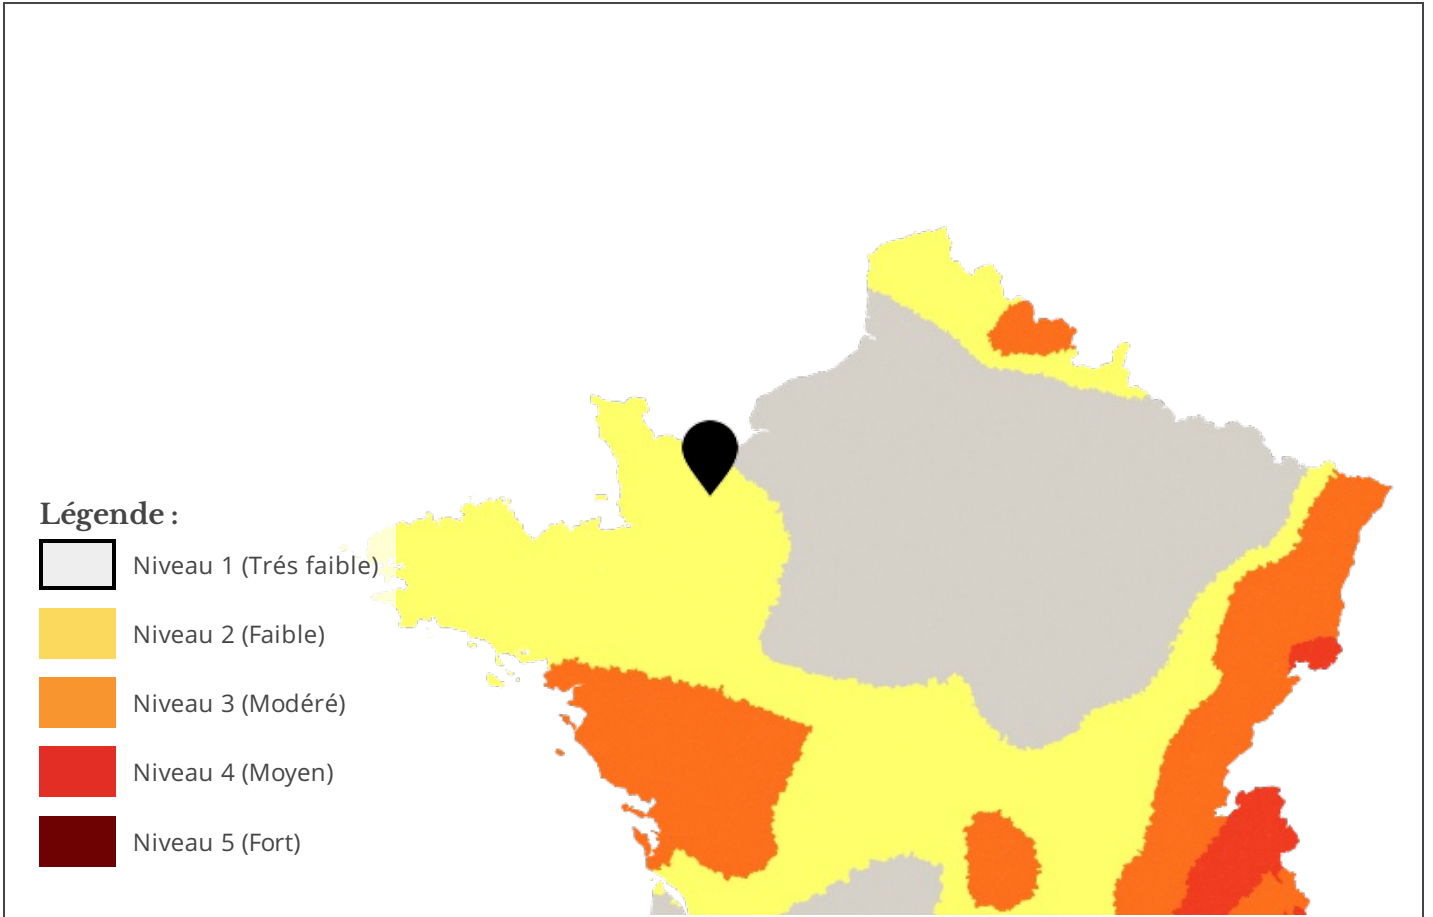 Légende :
Niveau 1 (Trés faible)
Niveau 2 (Faible)
Niveau 3 (Modéré)
Niveau 4 (Moyen)
Niveau 5 (Fort)